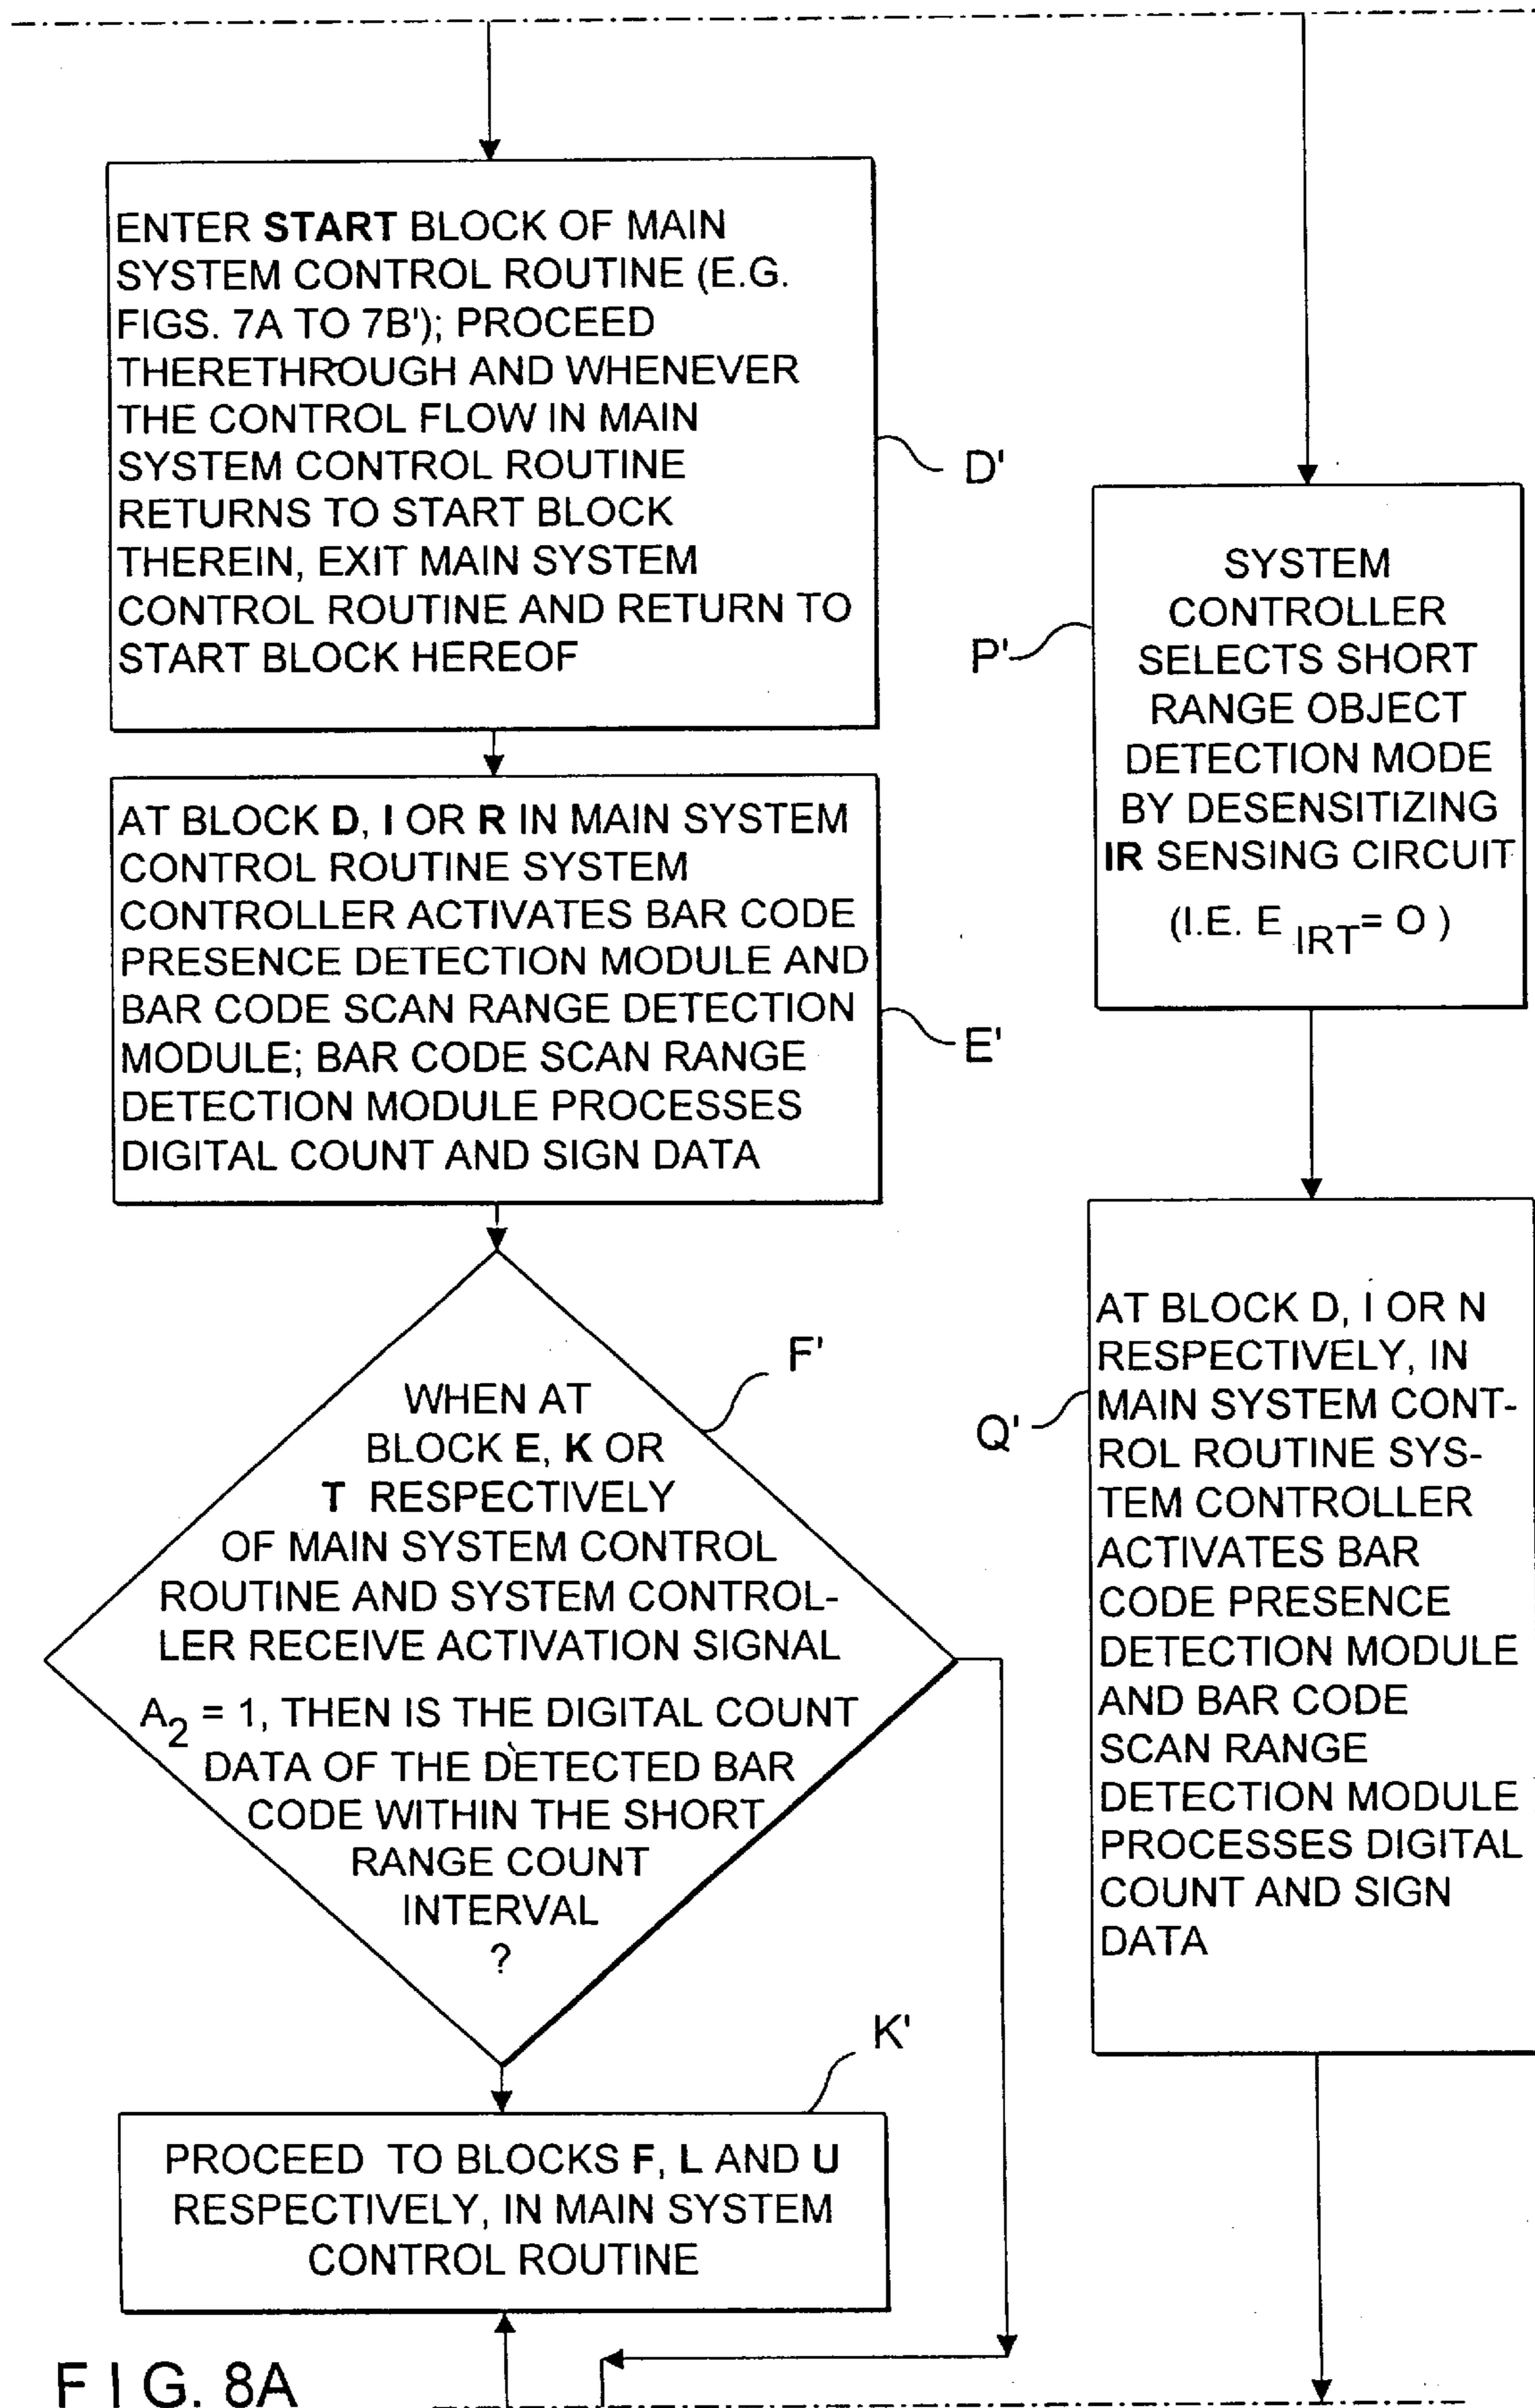 ENTER START BLOCK OF MAIN
SYSTEM CONTROL ROUTINE (E.G.
FIGS. 7A TO 7B'); PROCEED
THERETHROUGH AND WHENEVER
THE CONTROL FLOW IN MAIN
SYSTEM CONTROL ROUTINE
RETURNS TO START BLOCK
THEREIN, EXIT MAIN SYSTEM
CONTROL ROUTINE AND RETURN TO
START BLOCK HEREOF
D'
AT BLOCK D, I OR R IN MAIN SYSTEM
CONTROL ROUTINE SYSTEM
CONTROLLER ACTIVATES BAR CODE
PRESENCE DETECTION MODULE AND
BAR CODE SCAN RANGE DETECTION
MODULE; BAR CODE SCAN RANGE
DETECTION MODULE PROCESSES
DIGITAL COUNT AND SIGN DATA
E'
WHEN AT
BLOCK E, K OR
T RESPECTIVELY
OF MAIN SYSTEM CONTROL
ROUTINE AND SYSTEM CONTROL-
LER RECEIVE ACTIVATION SIGNAL
A2 = 1, THEN IS THE DIGITAL COUNT
DATA OF THE DETECTED BAR
CODE WITHIN THE SHORT
RANGE COUNT
INTERVAL
?
F'
K'
PROCEED TO BLOCKS F, L AND U
RESPECTIVELY, IN MAIN SYSTEM
CONTROL ROUTINE
P'
SYSTEM
CONTROLLER
SELECTS SHORT
RANGE OBJECT
DETECTION MODE
BY DESENSITIZING
IR SENSING CIRCUIT
(I.E. E IRT = O )
Q'
AT BLOCK D, I OR N
RESPECTIVELY, IN
MAIN SYSTEM CONT-
ROL ROUTINE SYS-
TEM CONTROLLER
ACTIVATES BAR
CODE PRESENCE
DETECTION MODULE
AND BAR CODE
SCAN RANGE
DETECTION MODULE
PROCESSES DIGITAL
COUNT AND SIGN
DATA
FIG. 8A